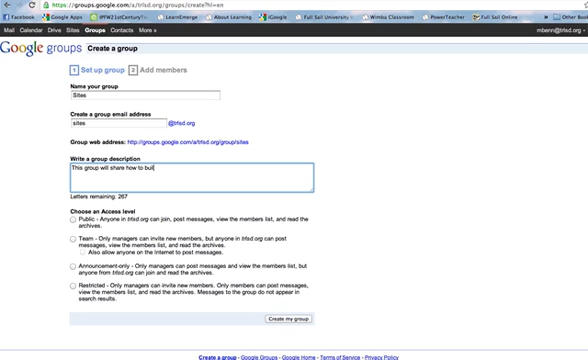 https://groups.google.com/a/trlsd.org/groups/create?hl=en
Facebook Google Apps IPFW21stCentury LearnEmerge About Learning Google Full Sail University Wimba Classroom PowerTeacher Full Sail Online Other Boo
Mail Calendar Drive Sites Groups Contacts More
mbenn@trlsd.org
Google groups Create a group
1 Set up group 2 Add members
Name your group
Sites
Create a group email address
sites @trlsd.org
Group web address: http://groups.google.com/a/trlsd.org/group/sites
Write a group description
This group will share how to buil
Letters remaining: 267
Choose an Access level
Public - Anyone in trlsd.org can join, post messages, view the members list, and read the
archives.
Team - Only managers can invite new members, but anyone in trlsd.org can post
messages, view the members list, and read the archives.
Also allow anyone on the Internet to post messages.
Announcement-only - Only managers can post messages and view the members list, but
anyone from trlsd.org can join and read the archives.
Restricted - Only managers can invite new members. Only members can post messages,
view the members list, and read the archives. Messages to the group do not appear in
search results.
Create my group
Create a group - Google Groups - Google Home - Terms of Service - Privacy Policy